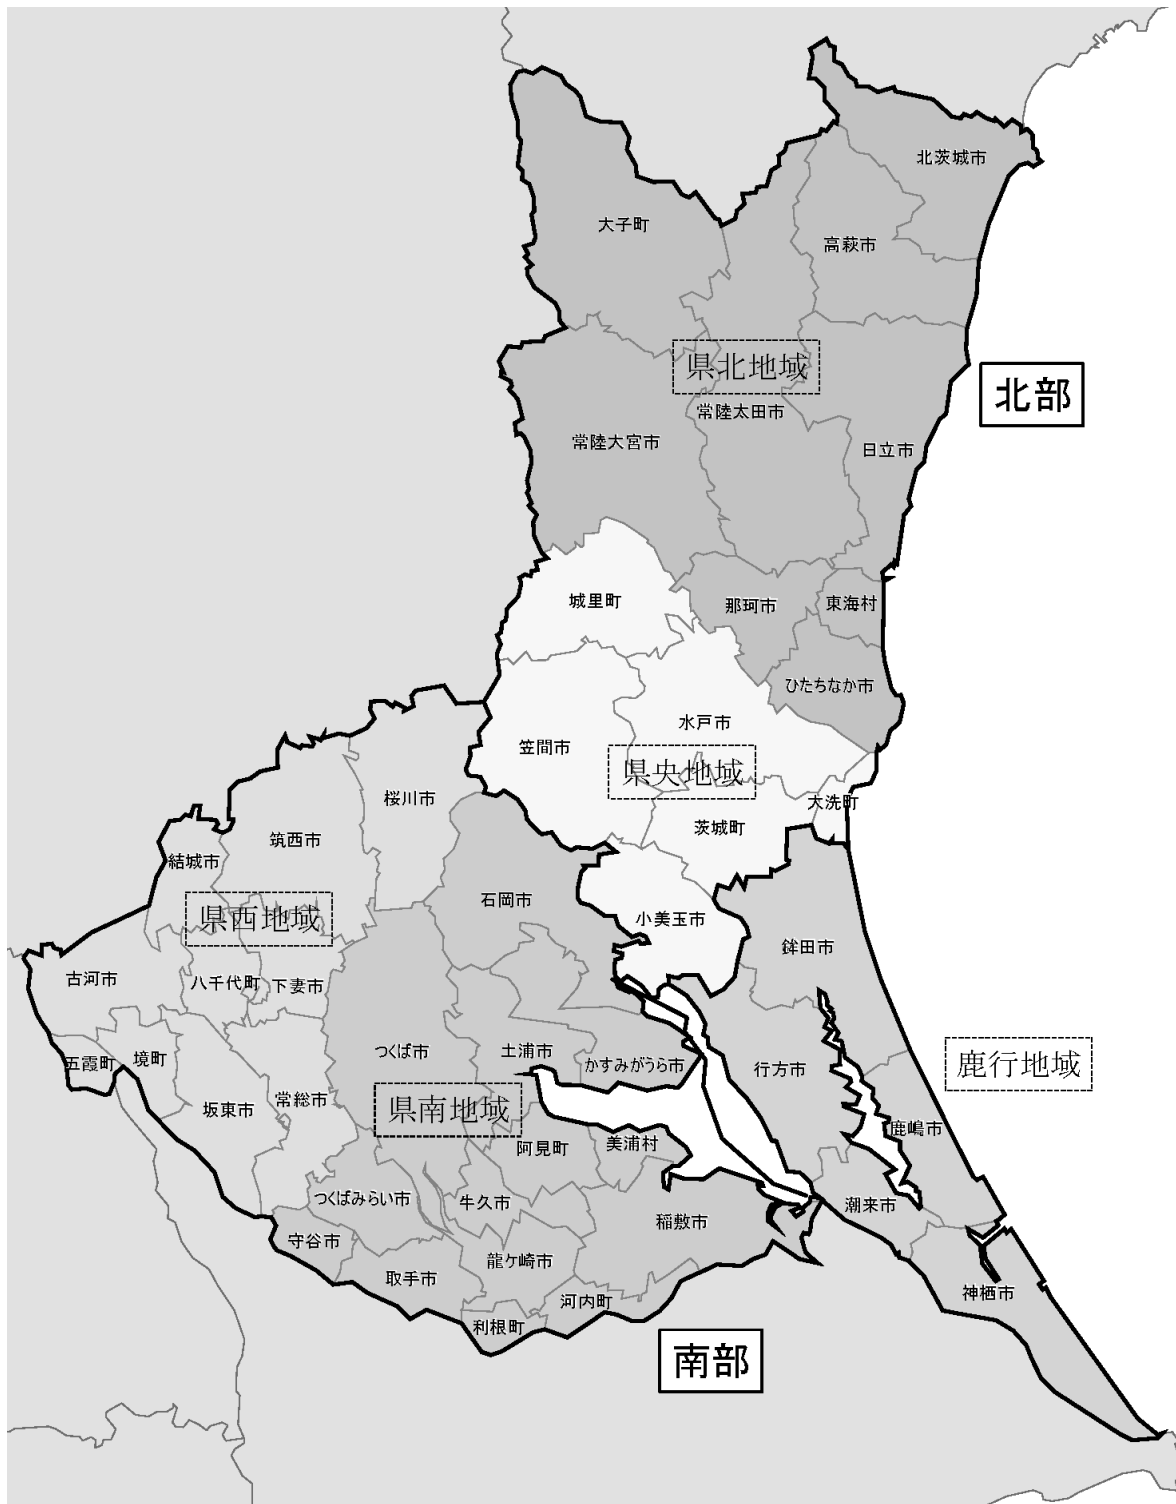 北茨城市
大子町
高萩市
県北地域
北部
常陸太田市
常陸大宮市
日立市
城里町
那珂市
東海村
ひたちなか市
水戸市
笠間市
県央地域
桜川市
大洗町
茨城町
筑西市
結城市
石岡市
県西地域
小美玉市
鉾田市
古河市
八千代町
下妻市
つくば市
土浦市
かすみがうら市
五霞町
境町
行方市
鹿行地域
坂東市
常総市
県南地域
鹿嶋市
阿見町
美浦村
つくばみらい市
牛久市
稲敷市
潮来市
守谷市
取手市
龍ケ崎市
神栖市
河内町
利根町
南部